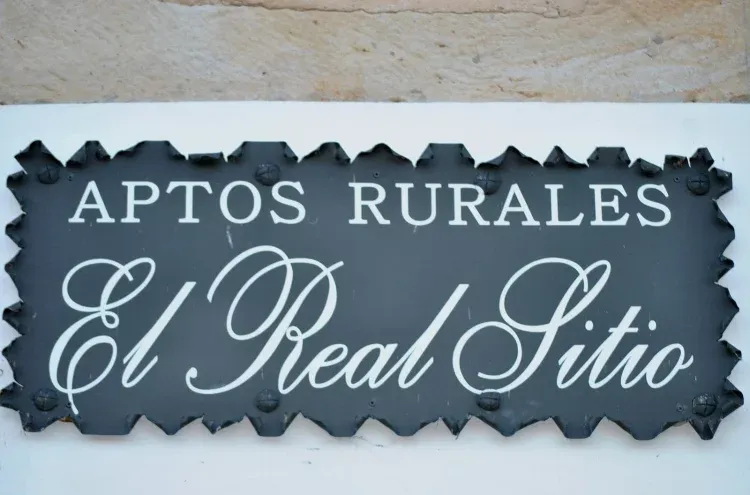 APTOS RURALES
El Real Sitio